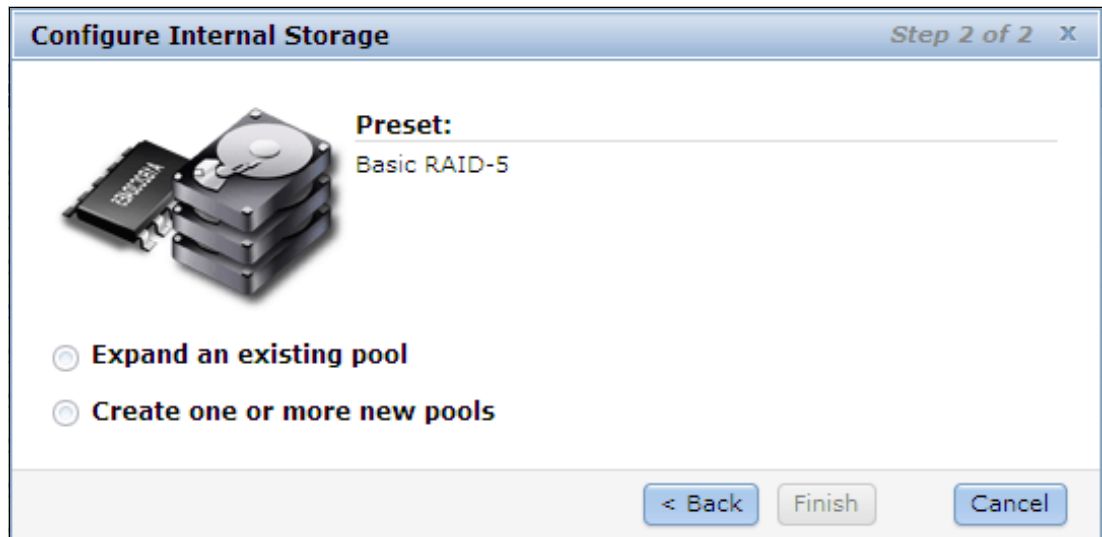 Configure Internal Storage Step 2 of 2 x
Preset:
Basic RAID-5
Expand an existing pool
Create one or more new pools
< Back Finish Cancel